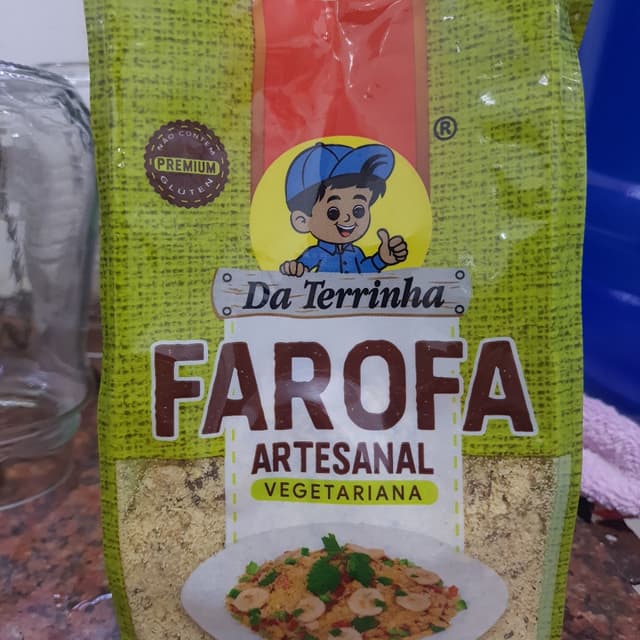 NÃO CONTÉM
PREMIUM
GLÚTEN
®
Da Terrinha
FAROFA
ARTESANAL
VEGETARIANA